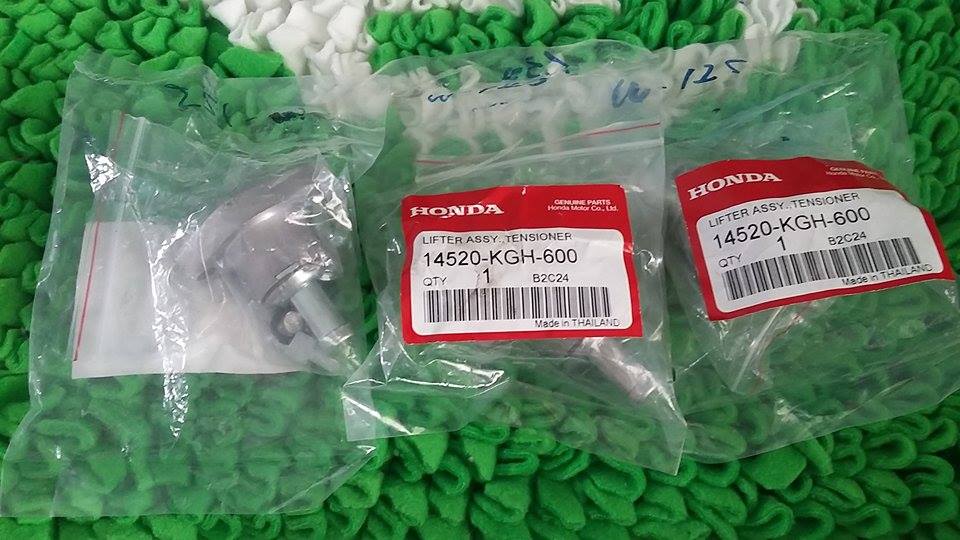 HONDA
GENUINE PARTS
Honda Motor Co., Ltd.
LIFTER ASSY.,TENSIONER
14520-KGH-600
QTY 1 B2C24
Made in THAILAND
W-125
HONDA
GENUINE PARTS
Honda Motor Co., Ltd.
LIFTER ASSY.,TENSIONER
14520-KGH-600
QTY 1 B2C24
Made in THAILAND